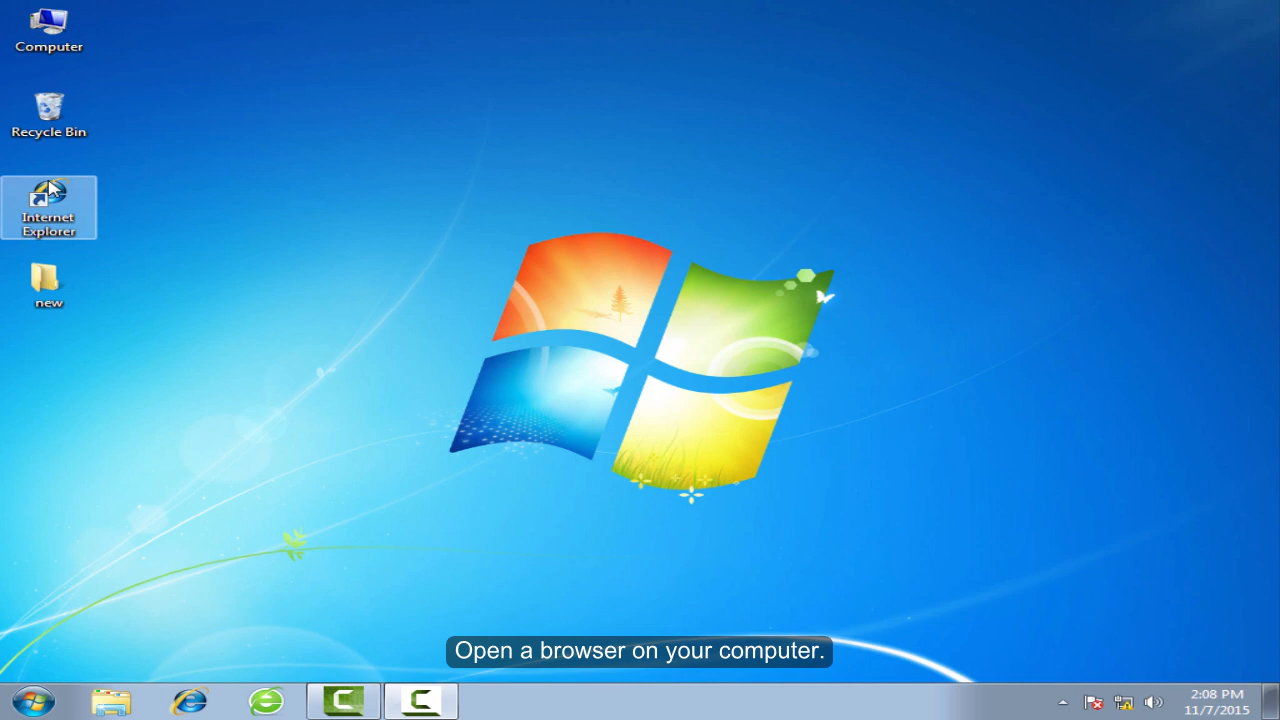 Computer
Recycle Bin
Internet
Explorer
new
Open a browser on your computer.
2:08 PM
11/7/2015